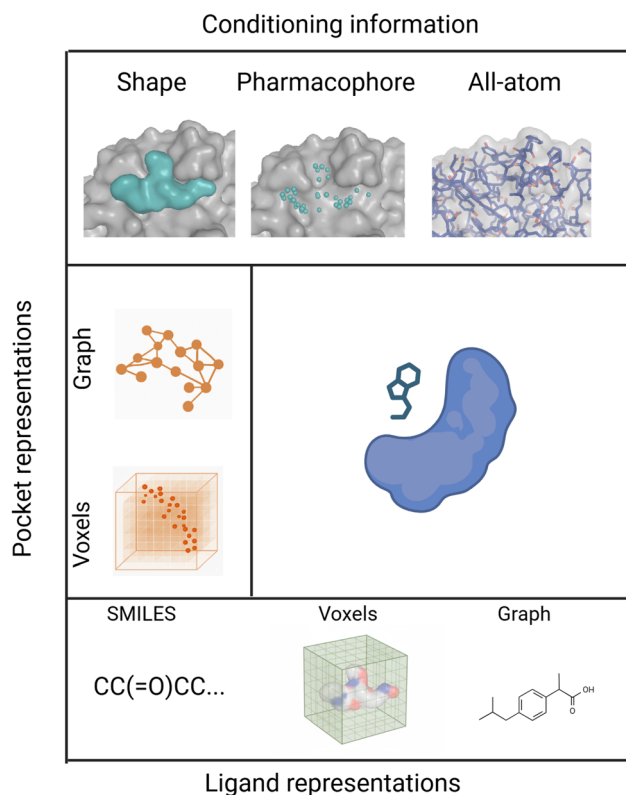 Conditioning information
Shape
Pharmacophore
All-atom
Pocket representations
Graph
Voxels
SMILES
Voxels
Graph
CC(=O)CC...
OH
O
Ligand representations